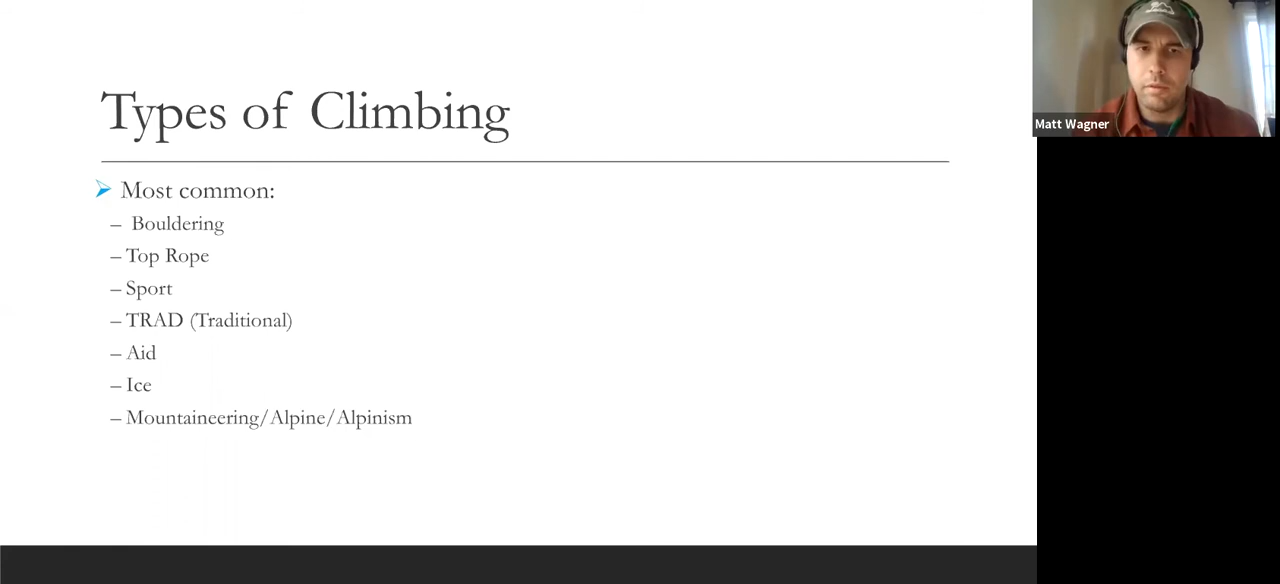 Types of Climbing
Most common:
– Bouldering
– Top Rope
– Sport
– TRAD (Traditional)
– Aid
– Ice
– Mountaineering/Alpine/Alpinism
Matt Wagner